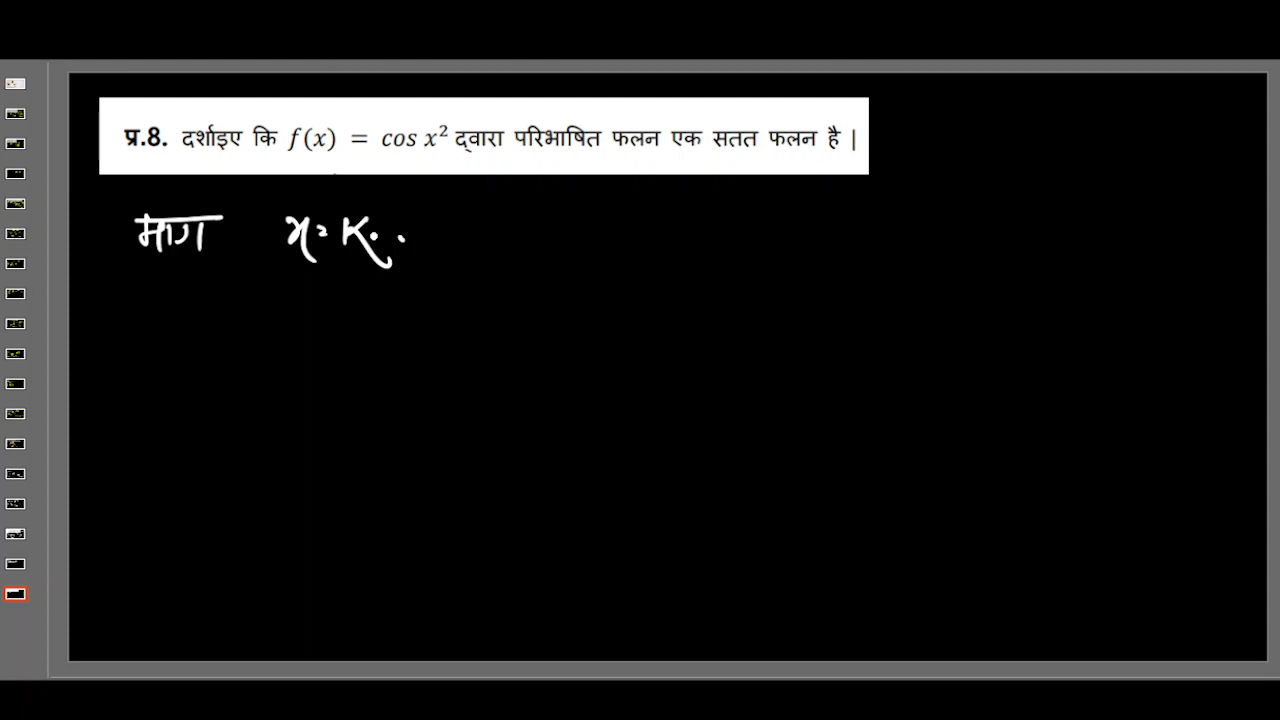 प्र.8. दर्शाइए कि f(x) = cos x² द्वारा परिभाषित फलन एक सतत फलन है |
माना x = K